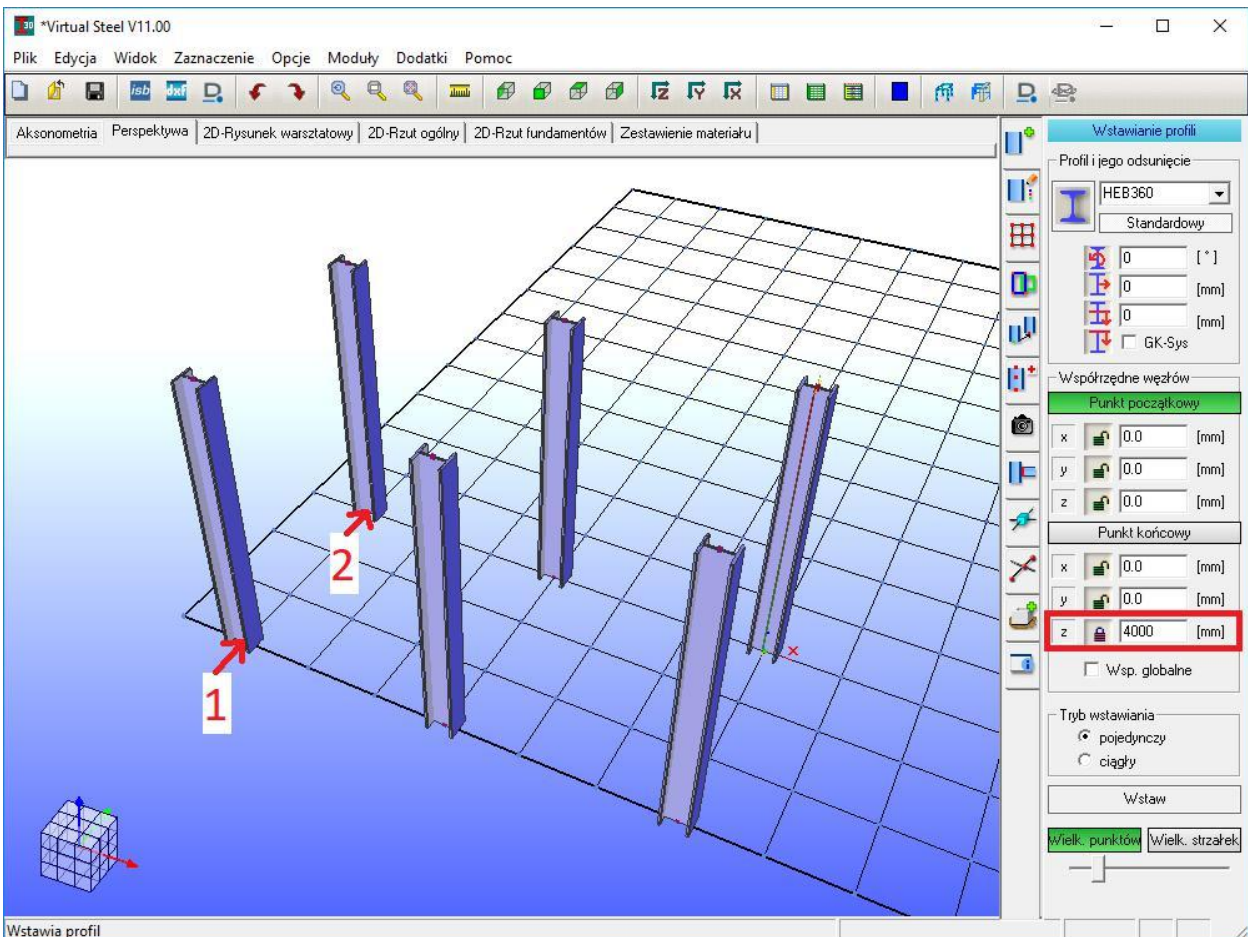 *Virtual Steel V11.00
Plik Edycja Widok Zaznaczenie Opcje Moduły Dodatki Pomoc
isb dxf D Z Y X D
Aksonometria Perspektywa 2D-Rysunek warsztatowy 2D-Rzut ogólny 2D-Rzut fundamentów Zestawienie materiału
Wstawianie profili
Profil i jego odsunięcie
HEB360
Standardowy
0 [°]
0 [mm]
0 [mm]
GK-Sys
Współrzędne węzłów
Punkt początkowy
x 0.0 [mm]
y 0.0 [mm]
z 0.0 [mm]
Punkt końcowy
x 0.0 [mm]
y 0.0 [mm]
z 4000 [mm]
Wsp. globalne
Tryb wstawiania
pojedynczy
ciągły
Wstaw
Wielk. punktów Wielk. strzałek
2
1
Wstawia profil